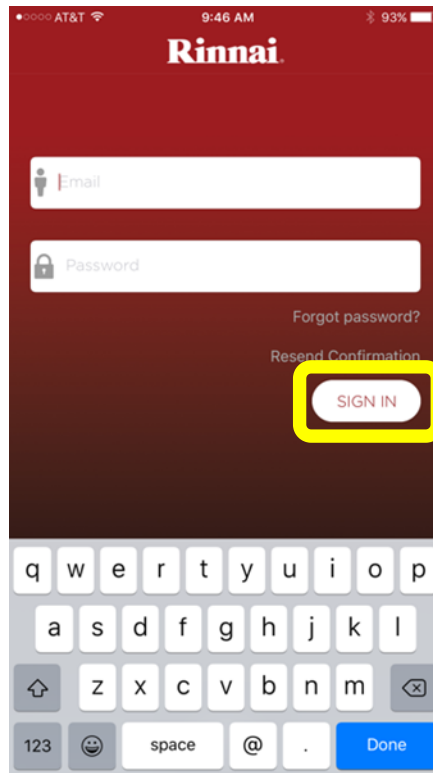 AT&T 9:46 AM 93%
Rinnai.
Email
Password
Forgot password?
Resend Confirmation
SIGN IN
q w e r t y u i o p
a s d f g h j k l
z x c v b n m
123 space @ . Done